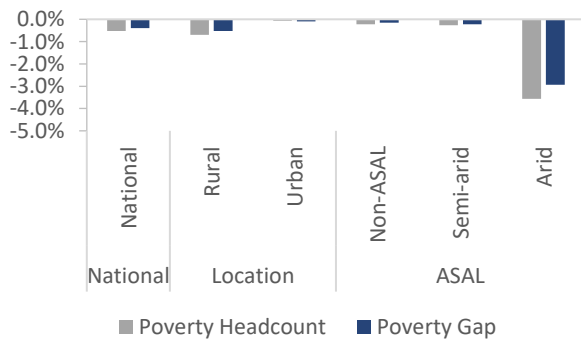 0.0%
-1.0%
-2.0%
-3.0%
-4.0%
-5.0%
National
Rural
Urban
Non-ASAL
Semi-arid
Arid
National Location ASAL
Poverty Headcount Poverty Gap